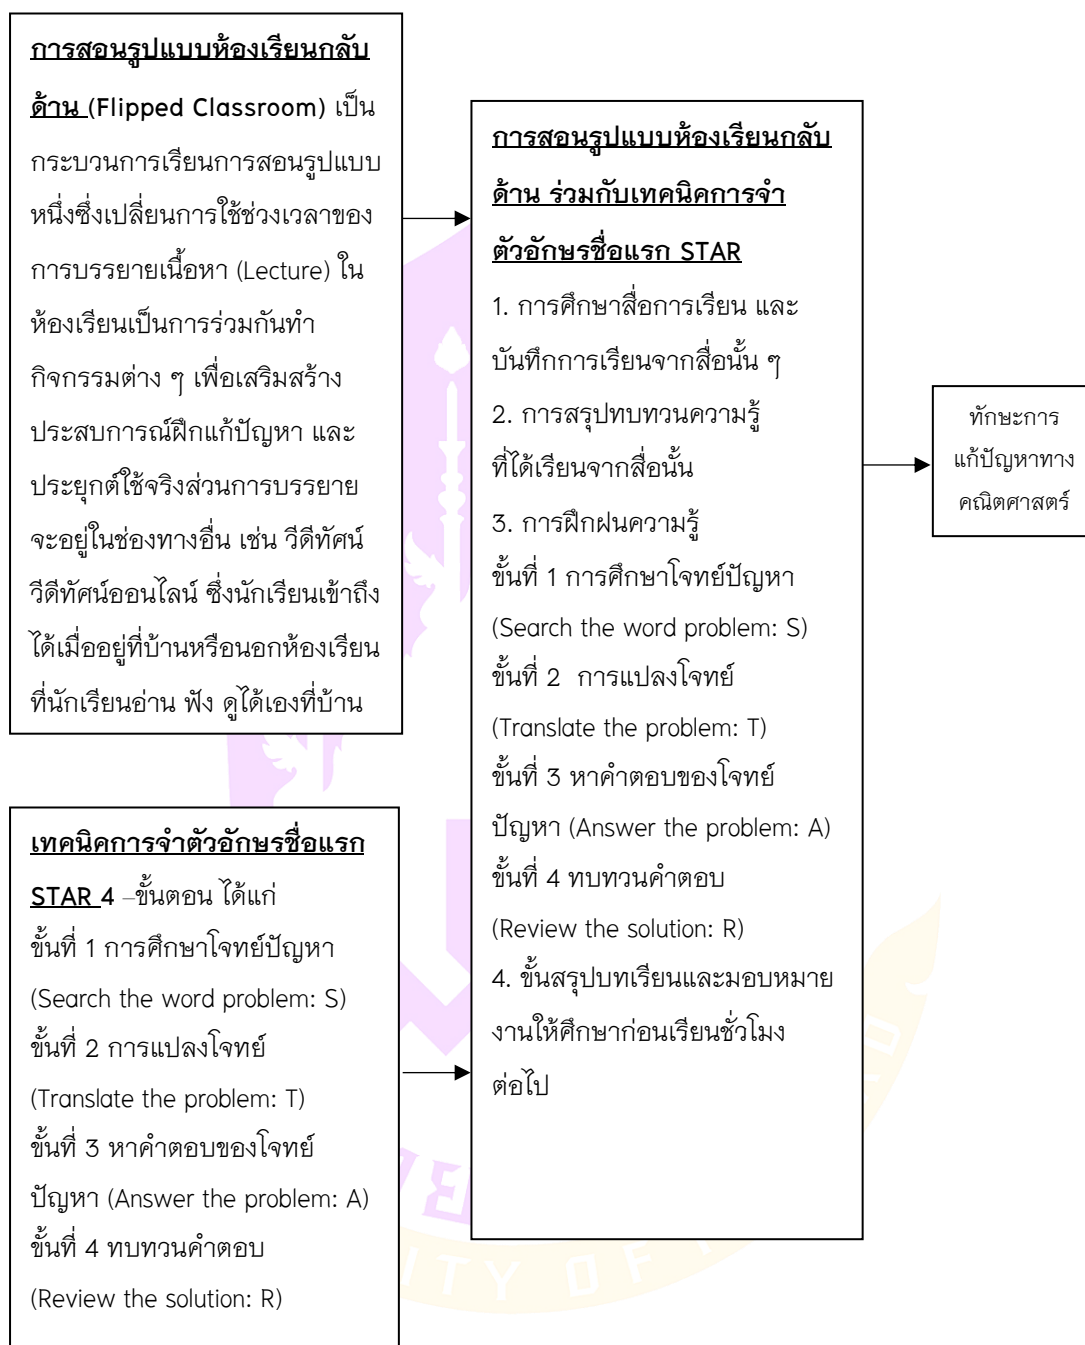 การสอนรูปแบบห้องเรียนกลับ
ด้าน (Flipped Classroom) เป็น
กระบวนการเรียนการสอนรูปแบบ
หนึ่งซึ่งเปลี่ยนการใช้ช่วงเวลาของ
การบรรยายเนื้อหา (Lecture) ใน
ห้องเรียนเป็นการร่วมกันทำ
กิจกรรมต่าง ๆ เพื่อเสริมสร้าง
ประสบการณ์ฝึกแก้ปัญหา และ
ประยุกต์ใช้จริงส่วนการบรรยาย
จะอยู่ในช่องทางอื่น เช่น วีดีทัศน์
วีดีทัศน์ออนไลน์ ซึ่งนักเรียนเข้าถึง
ได้เมื่ออยู่ที่บ้านหรือนอกห้องเรียน
ที่นักเรียนอ่าน ฟัง ดูได้เองที่บ้าน
เทคนิคการจำตัวอักษรชื่อแรก
STAR 4 –ขั้นตอน ได้แก่
ขั้นที่ 1 การศึกษาโจทย์ปัญหา
(Search the word problem: S)
ขั้นที่ 2 การแปลงโจทย์
(Translate the problem: T)
ขั้นที่ 3 หาคำตอบของโจทย์
ปัญหา (Answer the problem: A)
ขั้นที่ 4 ทบทวนคำตอบ
(Review the solution: R)
การสอนรูปแบบห้องเรียนกลับ
ด้าน ร่วมกับเทคนิคการจำ
ตัวอักษรชื่อแรก STAR
1. การศึกษาสื่อการเรียน และ
บันทึกการเรียนจากสื่อนั้น ๆ
2. การสรุปทบทวนความรู้
ที่ได้เรียนจากสื่อนั้น
3. การฝึกฝนความรู้
ขั้นที่ 1 การศึกษาโจทย์ปัญหา
(Search the word problem: S)
ขั้นที่ 2 การแปลงโจทย์
(Translate the problem: T)
ขั้นที่ 3 หาคำตอบของโจทย์
ปัญหา (Answer the problem: A)
ขั้นที่ 4 ทบทวนคำตอบ
(Review the solution: R)
4. ขั้นสรุปบทเรียนและมอบหมาย
งานให้ศึกษาก่อนเรียนชั่วโมง
ต่อไป
ทักษะการ
แก้ปัญหาทาง
คณิตศาสตร์